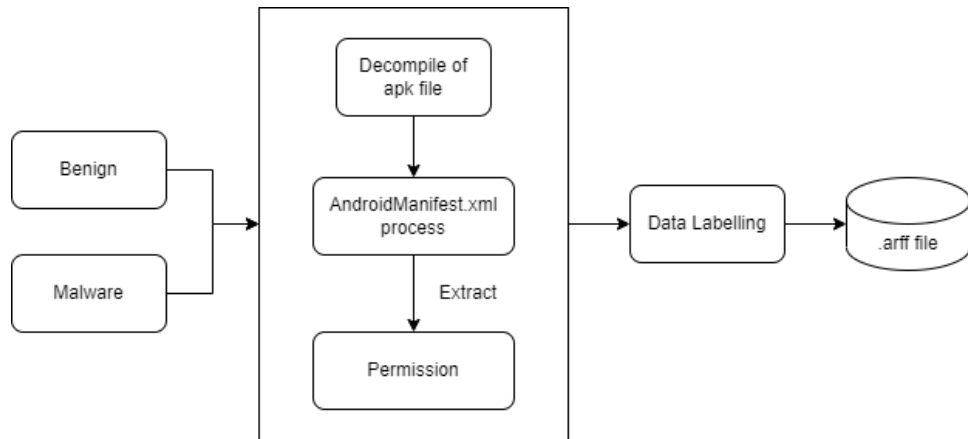 Decompile of
apk file
Benign
AndroidManifest.xml
process
Data Labelling
.arff file
Malware
Extract
Permission